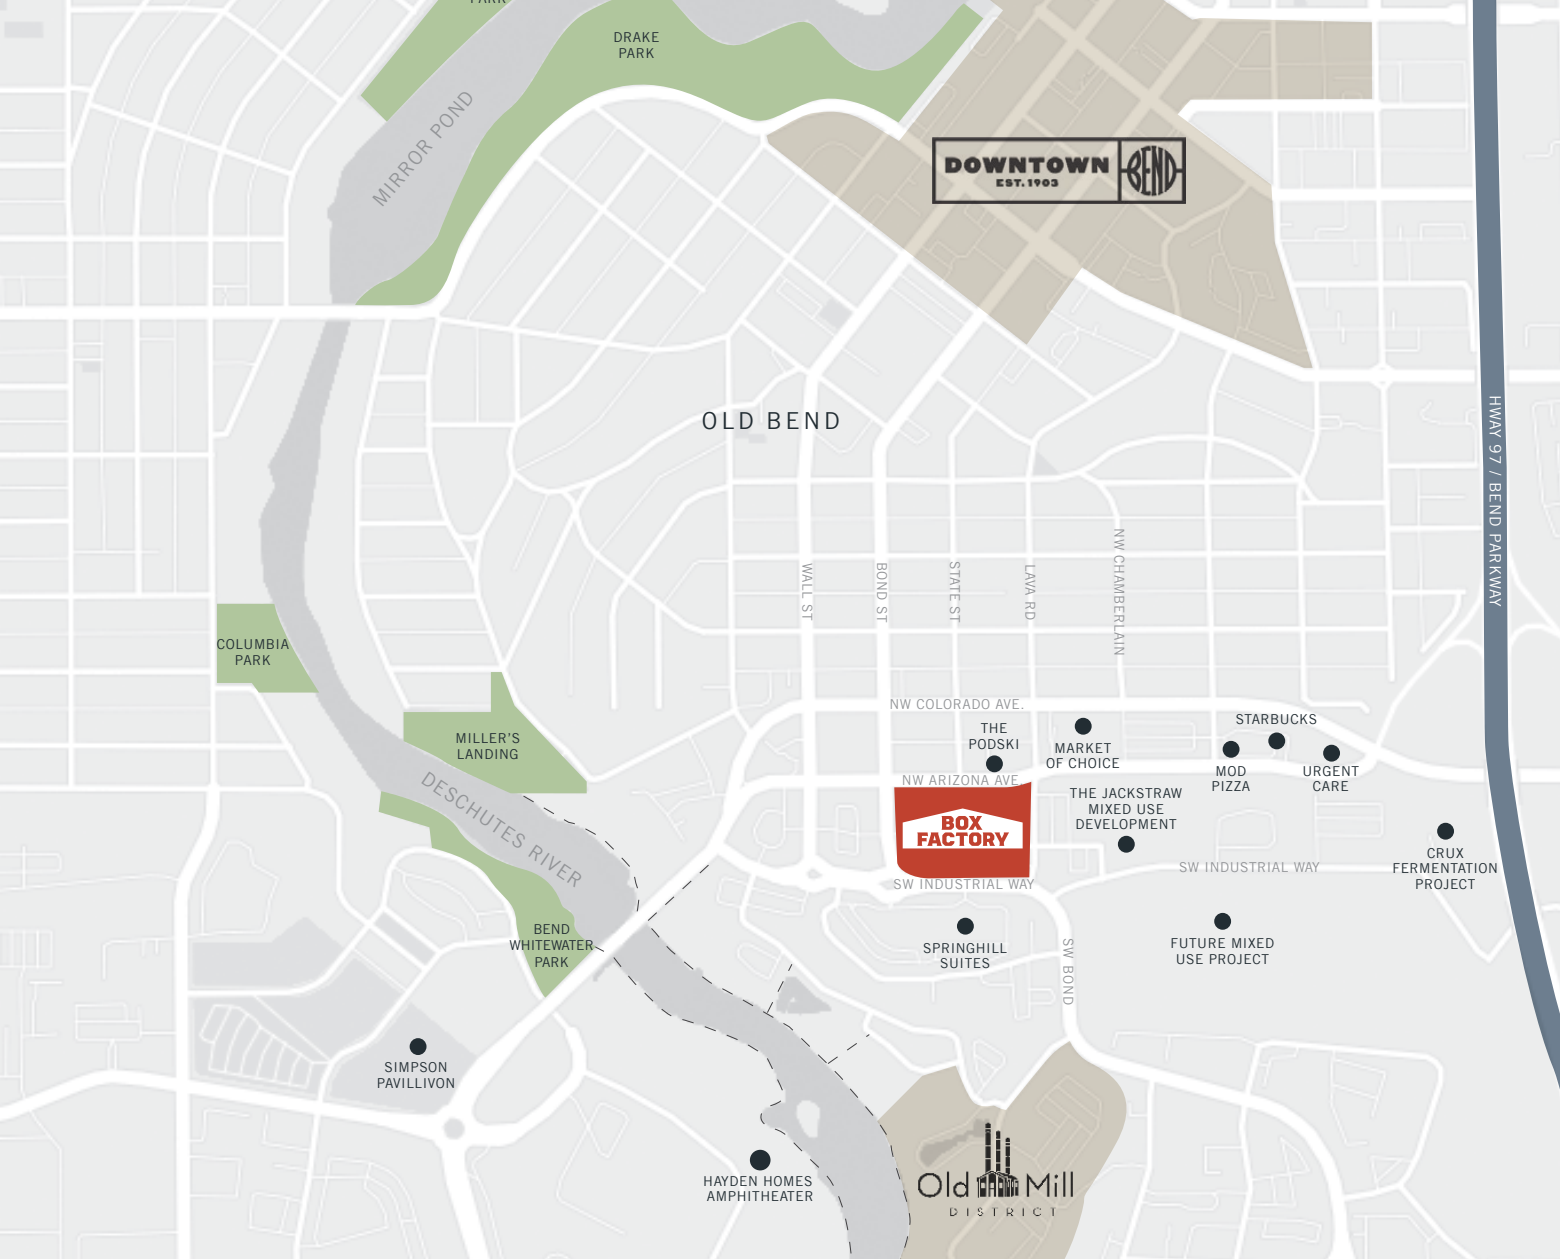 PARK
DRAKE
PARK
MIRROR POND
DOWNTOWN
EST. 1903
BEND
OLD BEND
HWAY 97 / BEND PARKWAY
WALL ST
BOND ST
STATE ST
LAVA RD
NW CHAMBERLAIN
COLUMBIA
PARK
MILLER'S
LANDING
DESCHUTES RIVER
NW COLORADO AVE.
THE
PODSKI
MARKET
OF CHOICE
STARBUCKS
MOD
PIZZA
URGENT
CARE
NW ARIZONA AVE.
THE JACKSTRAW
MIXED USE
DEVELOPMENT
BOX
FACTORY
CRUX
FERMENTATION
PROJECT
SW INDUSTRIAL WAY
SW INDUSTRIAL WAY
BEND
WHITEWATER
PARK
SPRINGHILL
SUITES
SW BOND
FUTURE MIXED
USE PROJECT
SIMPSON
PAVILLIVON
HAYDEN HOMES
AMPHITHEATER
Old Mill
DISTRICT